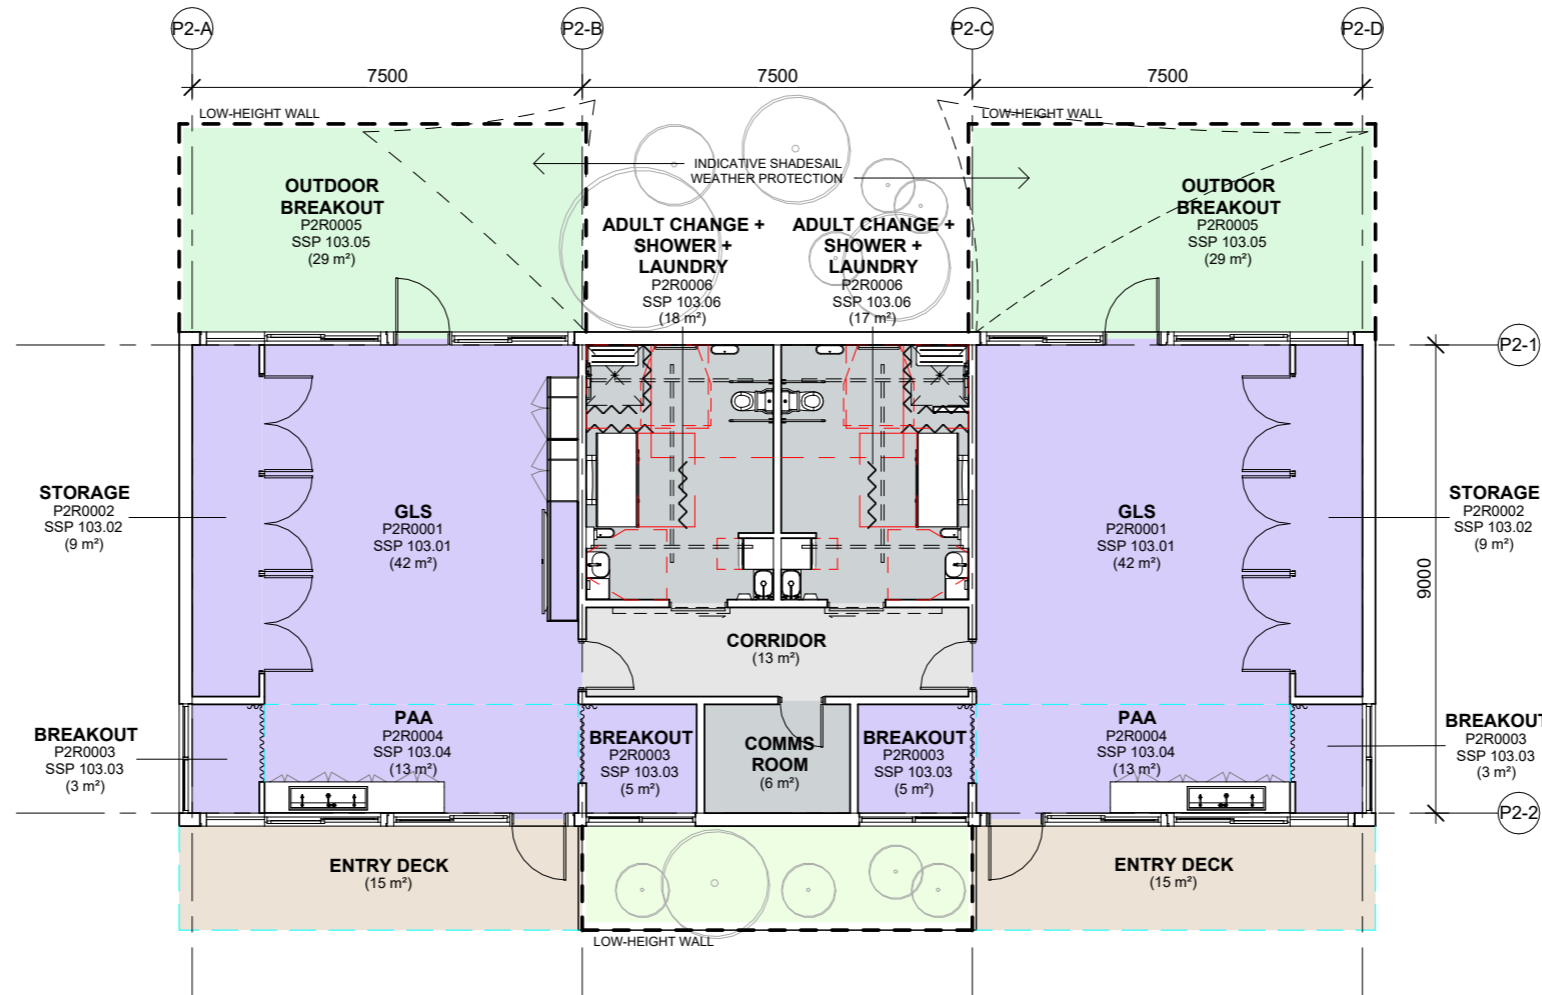 P2-A
P2-B
P2-C
P2-D
7500
7500
7500
LOW-HEIGHT WALL
LOW-HEIGHT WALL
INDICATIVE SHADESAIL
WEATHER PROTECTION
OUTDOOR
BREAKOUT
P2R0005
SSP 103.05
(29 m²)
ADULT CHANGE +
SHOWER +
LAUNDRY
P2R0006
SSP 103.06
(18 m²)
ADULT CHANGE +
SHOWER +
LAUNDRY
P2R0006
SSP 103.06
(17 m²)
OUTDOOR
BREAKOUT
P2R0005
SSP 103.05
(29 m²)
P2-1
STORAGE
P2R0002
SSP 103.02
(9 m²)
GLS
P2R0001
SSP 103.01
(42 m²)
GLS
P2R0001
SSP 103.01
(42 m²)
STORAGE
P2R0002
SSP 103.02
(9 m²)
9000
CORRIDOR
(13 m²)
BREAKOUT
P2R0003
SSP 103.03
(3 m²)
PAA
P2R0004
SSP 103.04
(13 m²)
BREAKOUT
P2R0003
SSP 103.03
(5 m²)
COMMS
ROOM
(6 m²)
BREAKOUT
P2R0003
SSP 103.03
(5 m²)
PAA
P2R0004
SSP 103.04
(13 m²)
BREAKOUT
P2R0003
SSP 103.03
(3 m²)
P2-2
ENTRY DECK
(15 m²)
ENTRY DECK
(15 m²)
LOW-HEIGHT WALL